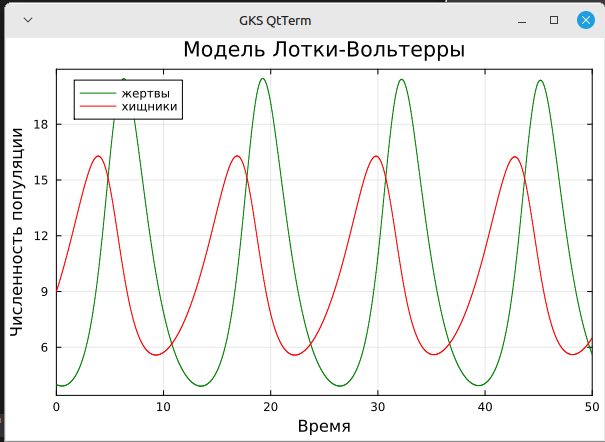 GKS QtTerm
Модель Лотки-Вольтерры
жертвы
хищники
Численность популяции
18
15
12
9
6
0
10
20
30
40
50
Время